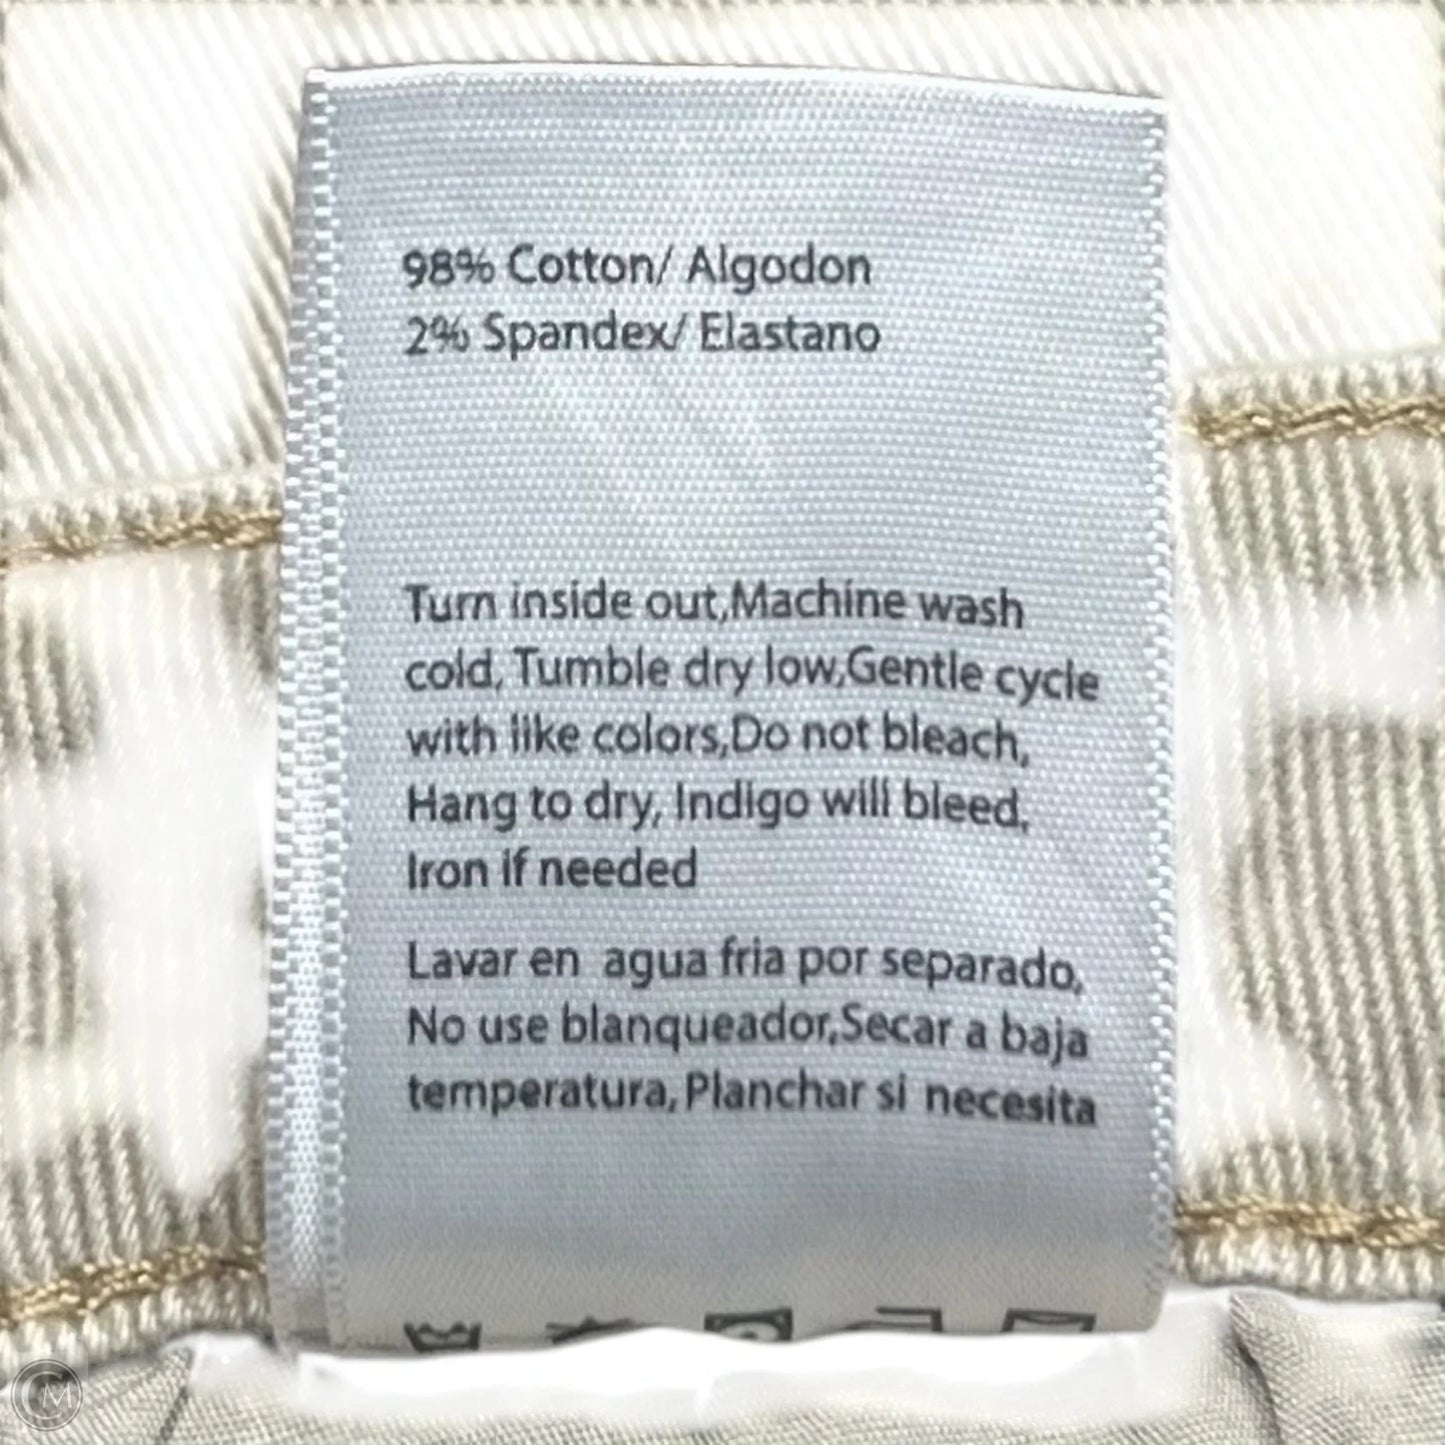 98% Cotton/ Algodon
2% Spandex/ Elastano
Turn inside out,Machine wash
cold, Tumble dry low,Gentle cycle
with like colors,Do not bleach,
Hang to dry, Indigo will bleed,
Iron if needed
Lavar en agua fria por separado,
No use blanqueador,Secar a baja
temperatura, Planchar si necesita
CM